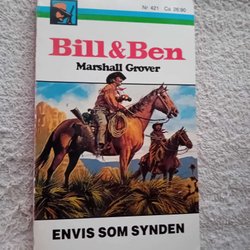 Nr. 421 Ca. 26:90
Bill & Ben
Marshall Grover
ENVIS SOM SYNDEN